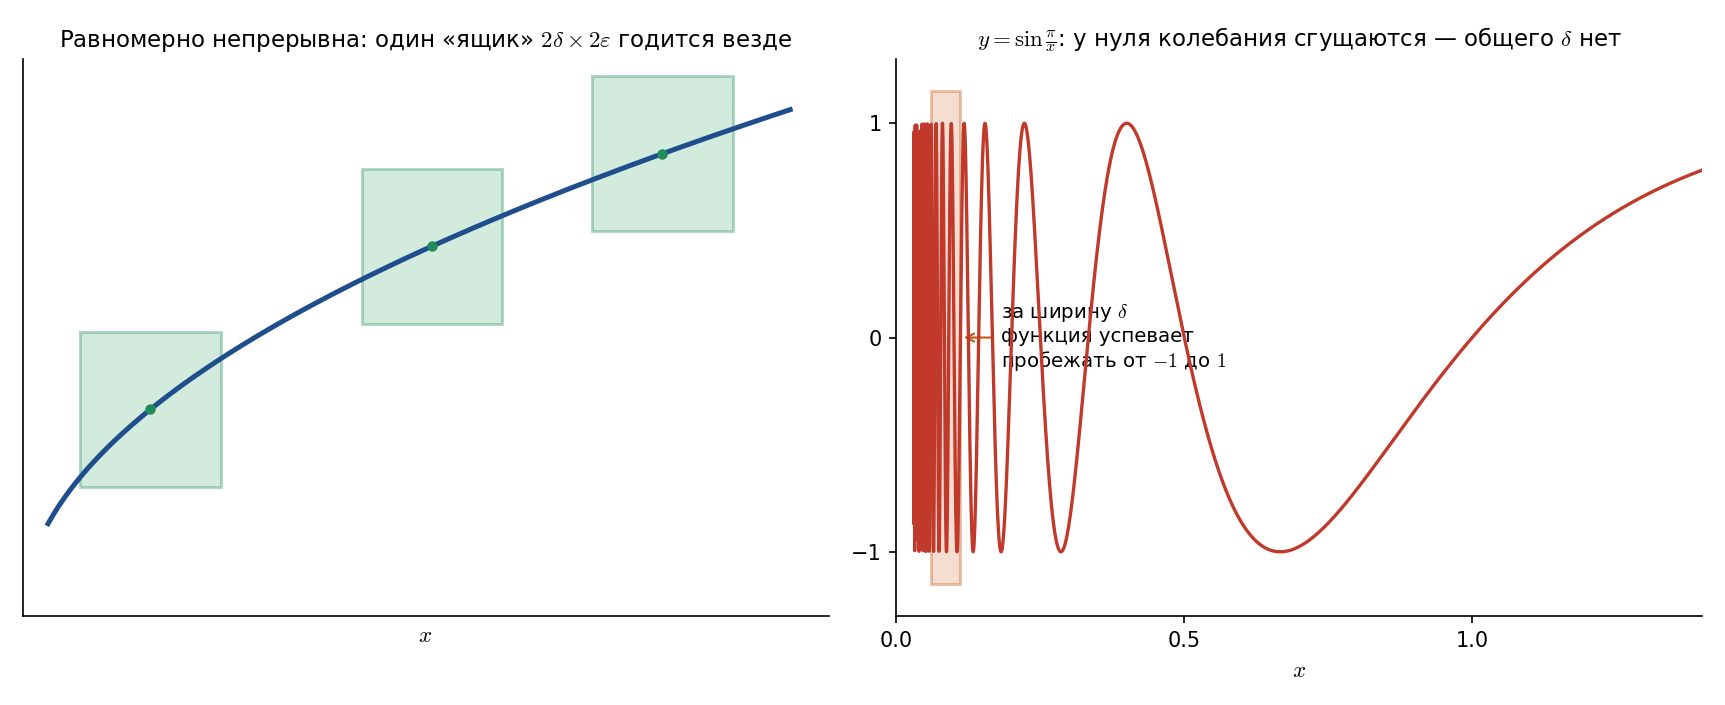 Равномерно непрерывна: один «ящик» 2δ × 2ε годится везде
x
y = sin π/x: у нуля колебания сгущаются — общего δ нет
1
0
−1
за ширину δ
функция успевает
пробежать от −1 до 1
0.0 0.5 1.0
x